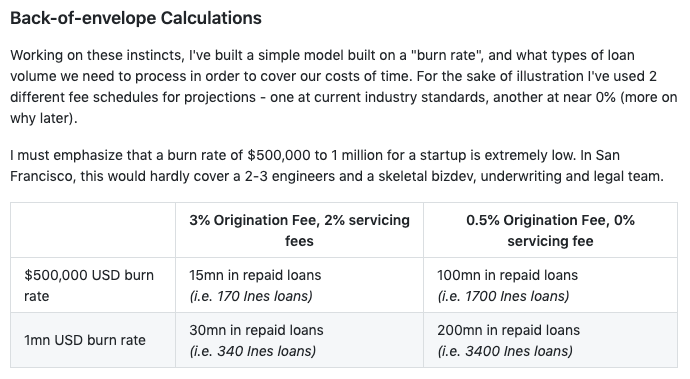 Back-of-envelope Calculations
Working on these instincts, I've built a simple model built on a "burn rate", and what types of loan
volume we need to process in order to cover our costs of time. For the sake of illustration I've used 2
different fee schedules for projections - one at current industry standards, another at near 0% (more on
why later).
I must emphasize that a burn rate of $500,000 to 1 million for a startup is extremely low. In San
Francisco, this would hardly cover a 2-3 engineers and a skeletal bizdev, underwriting and legal team.
3% Origination Fee, 2% servicing
fees
0.5% Origination Fee, 0%
servicing fee
$500,000 USD burn
rate
15mn in repaid loans
(i.e. 170 Ines loans)
100mn in repaid loans
(i.e. 1700 Ines loans)
1mn USD burn rate
30mn in repaid loans
(i.e. 340 Ines loans)
200mn in repaid loans
(i.e. 3400 Ines loans)